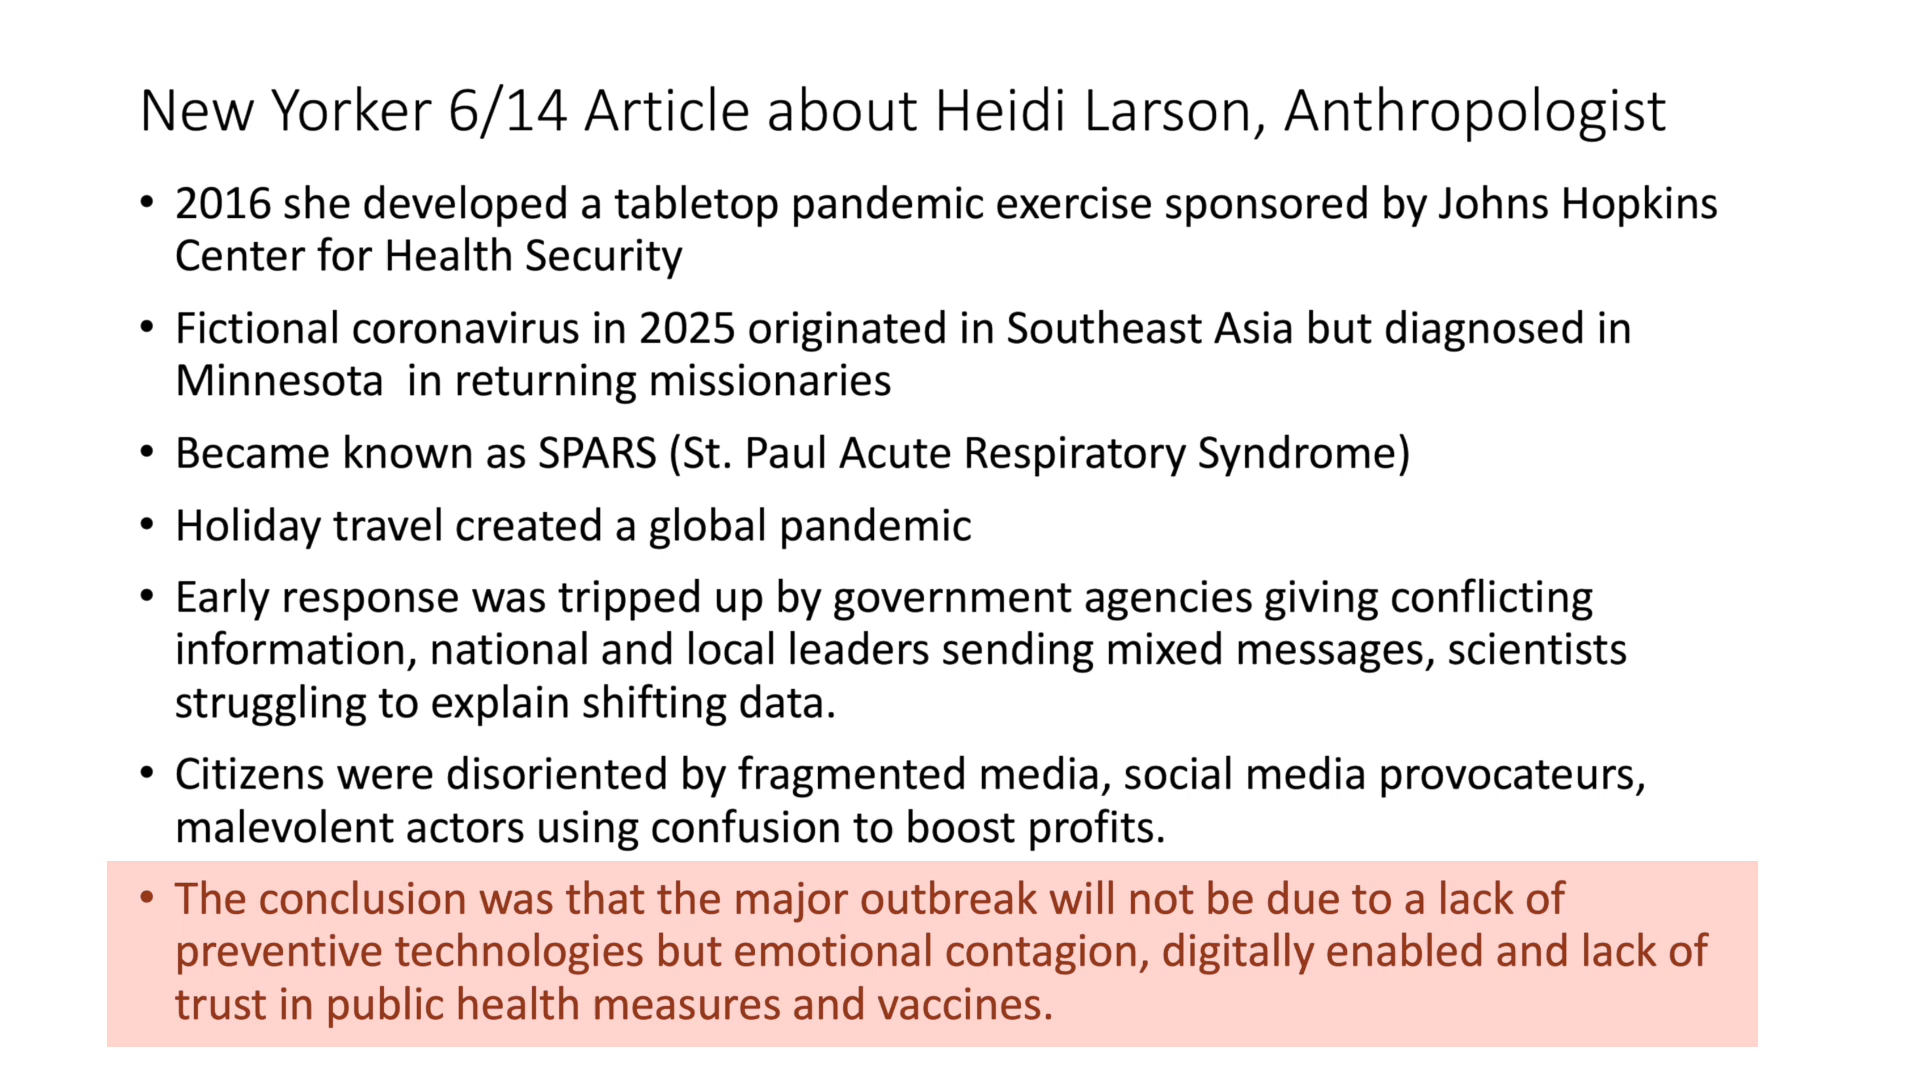 New Yorker 6/14 Article about Heidi Larson, Anthropologist
• 2016 she developed a tabletop pandemic exercise sponsored by Johns Hopkins
Center for Health Security
• Fictional coronavirus in 2025 originated in Southeast Asia but diagnosed in
Minnesota  in returning missionaries
• Became known as SPARS (St. Paul Acute Respiratory Syndrome)
• Holiday travel created a global pandemic
• Early response was tripped up by government agencies giving conflicting
information, national and local leaders sending mixed messages, scientists
struggling to explain shifting data.
• Citizens were disoriented by fragmented media, social media provocateurs,
malevolent actors using confusion to boost profits.
• The conclusion was that the major outbreak will not be due to a lack of
preventive technologies but emotional contagion, digitally enabled and lack of
trust in public health measures and vaccines.